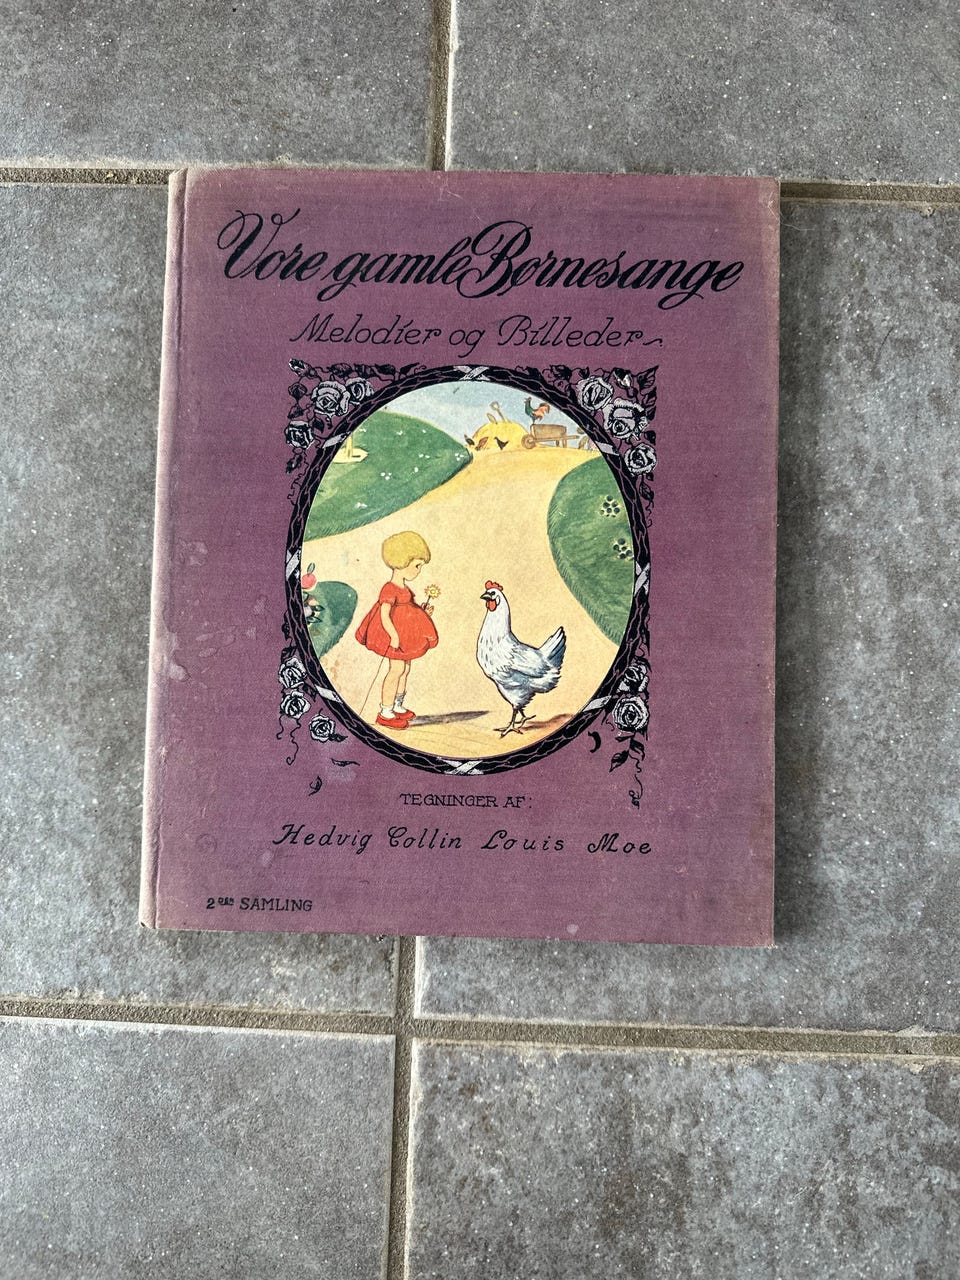 Vore gamle Børnesange
Melodier og Billeder
TEGNINGER AF:
Hedvig Collin Louis Moe
2den SAMLING